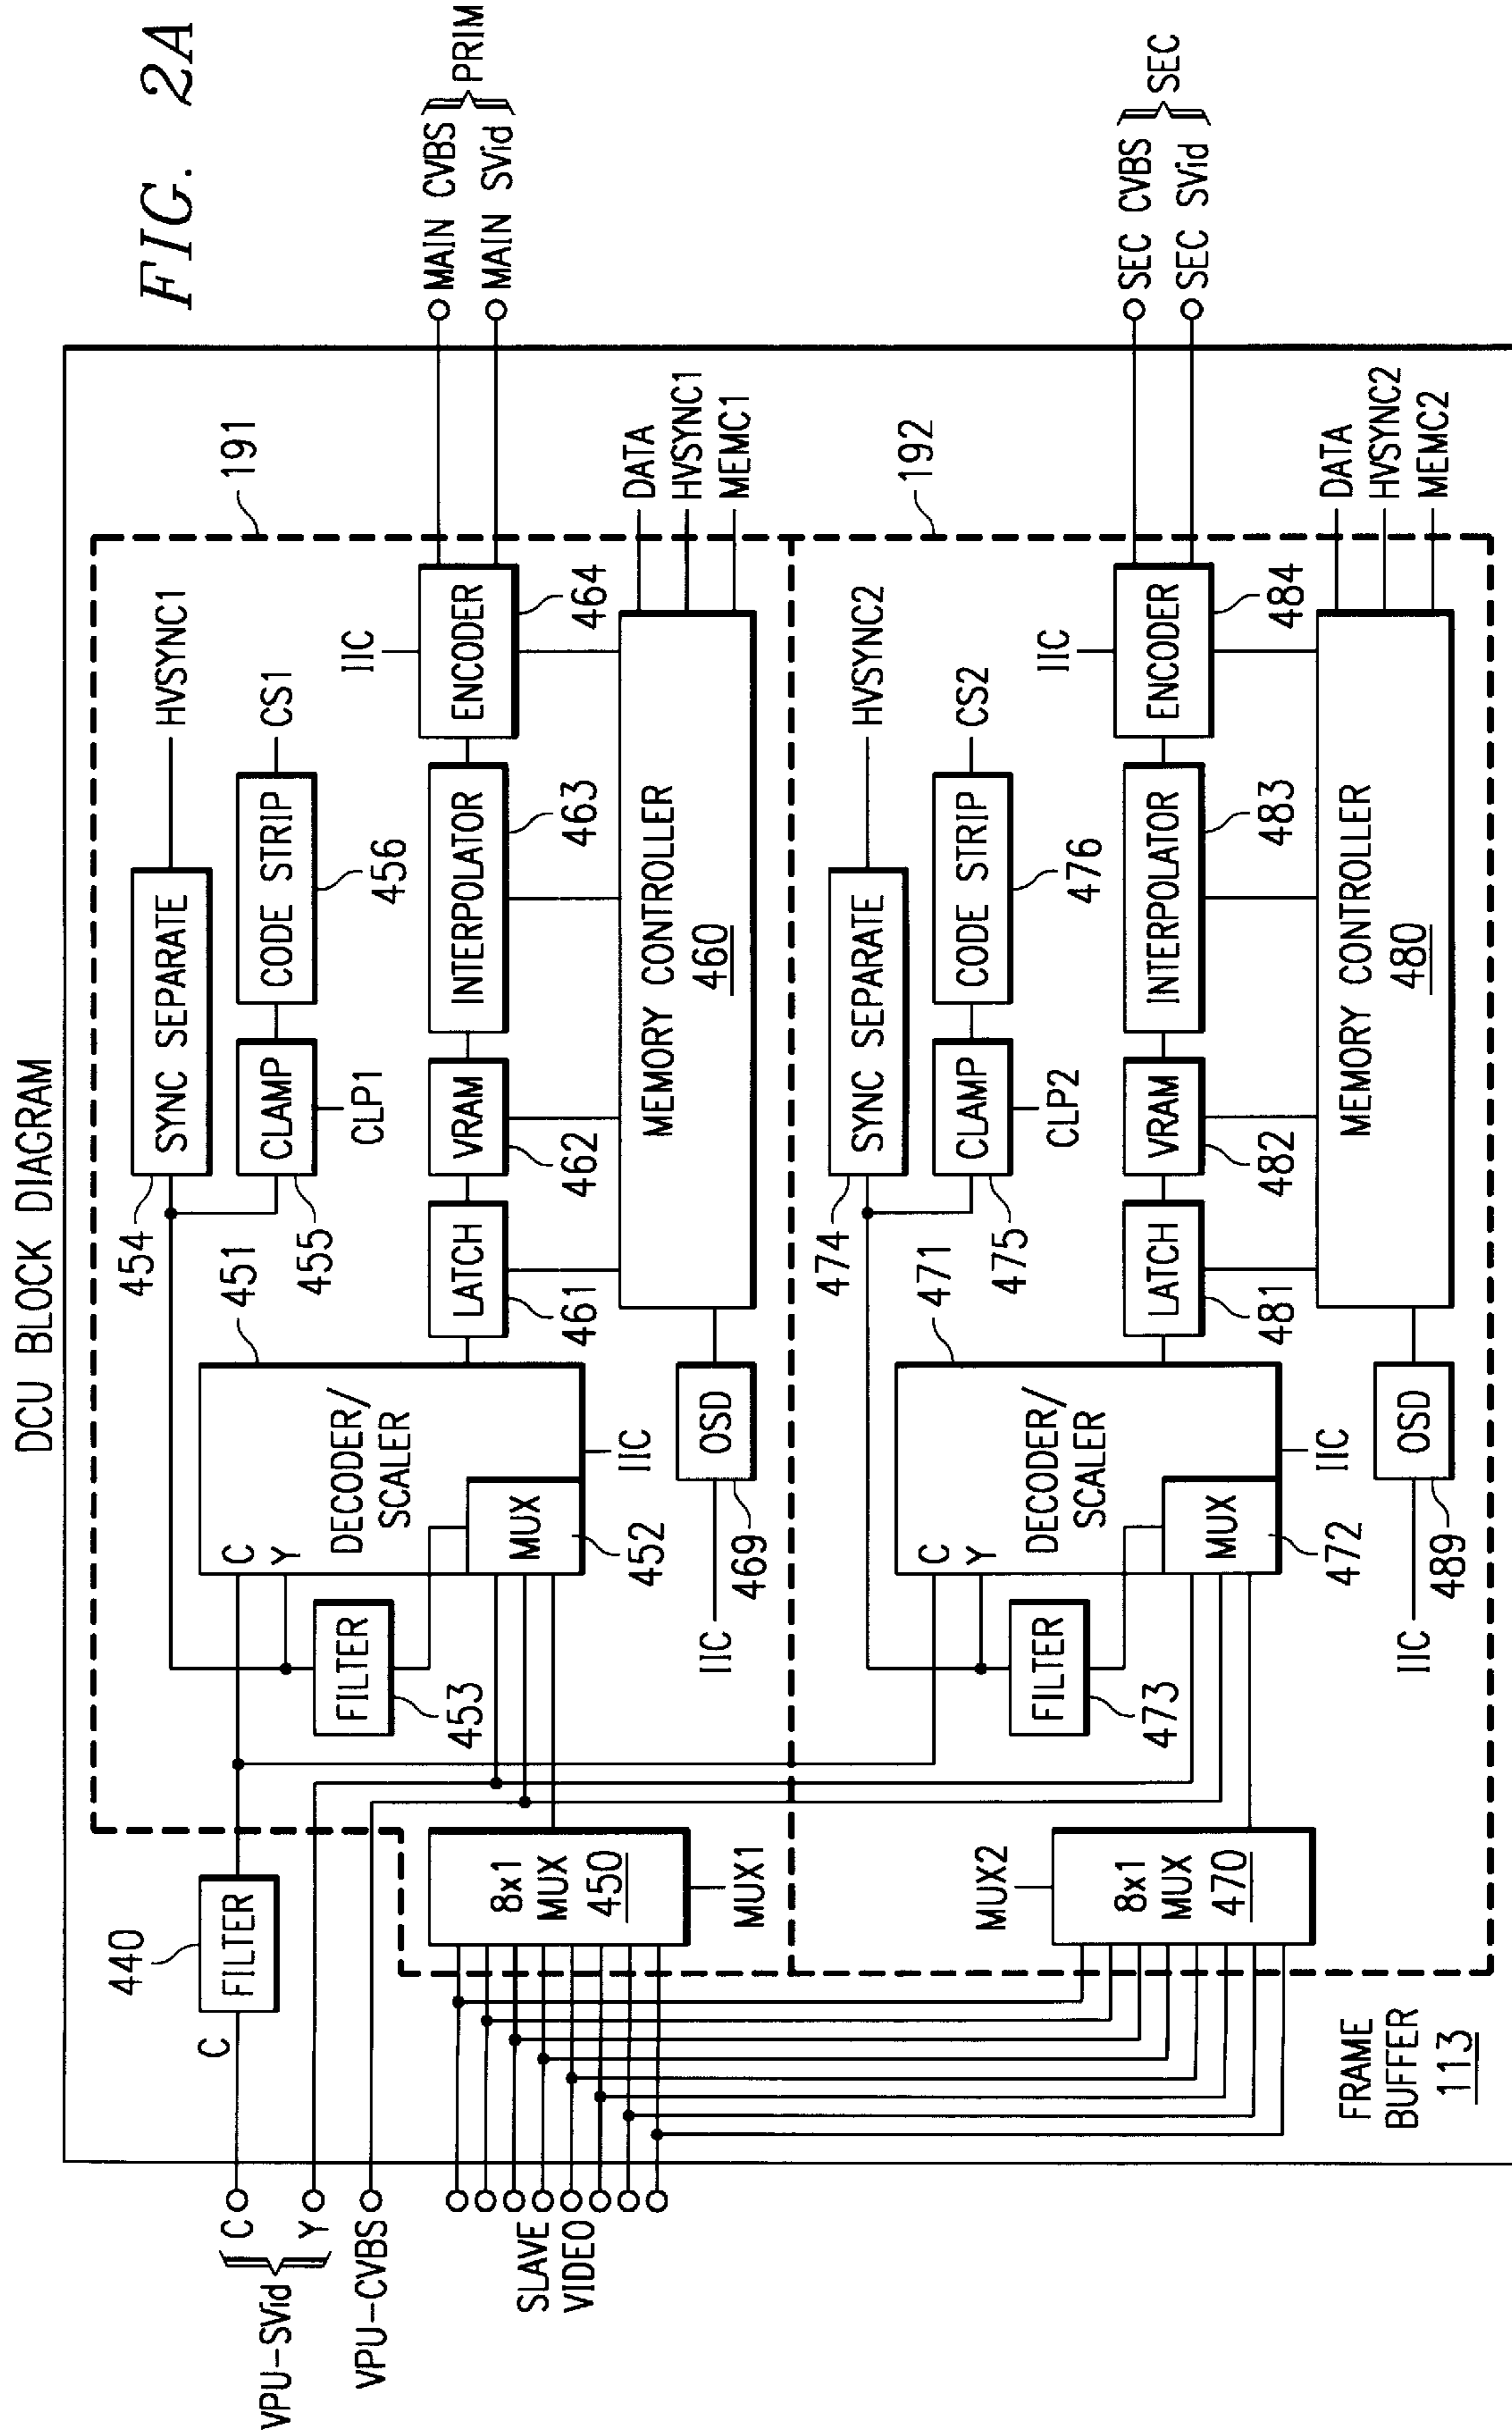 DCU BLOCK DIAGRAM
FIG. 2A
VPU-SVid
C
Y
VPU-CVBS
SLAVE
VIDEO
C
440
FILTER
8x1
MUX
450
MUX1
FILTER
453
454
SYNC SEPARATE
HVSYNC1
191
CLAMP
455
CLP1
CODE STRIP
456
CS1
C
Y
DECODER/
SCALER
451
MUX
452
IIC
LATCH
461
VRAM
462
INTERPOLATOR
463
IIC
ENCODER
464
MAIN CVBS
MAIN SVid
PRIM
IIC
OSD
469
MEMORY CONTROLLER
460
DATA
HVSYNC1
MEMC1
MUX2
8x1
MUX
470
FILTER
473
474
SYNC SEPARATE
HVSYNC2
192
CLAMP
475
CLP2
CODE STRIP
476
CS2
C
Y
DECODER/
SCALER
471
MUX
472
IIC
LATCH
481
VRAM
482
INTERPOLATOR
483
IIC
ENCODER
484
SEC CVBS
SEC SVid
SEC
IIC
OSD
489
MEMORY CONTROLLER
480
DATA
HVSYNC2
MEMC2
FRAME
BUFFER
113